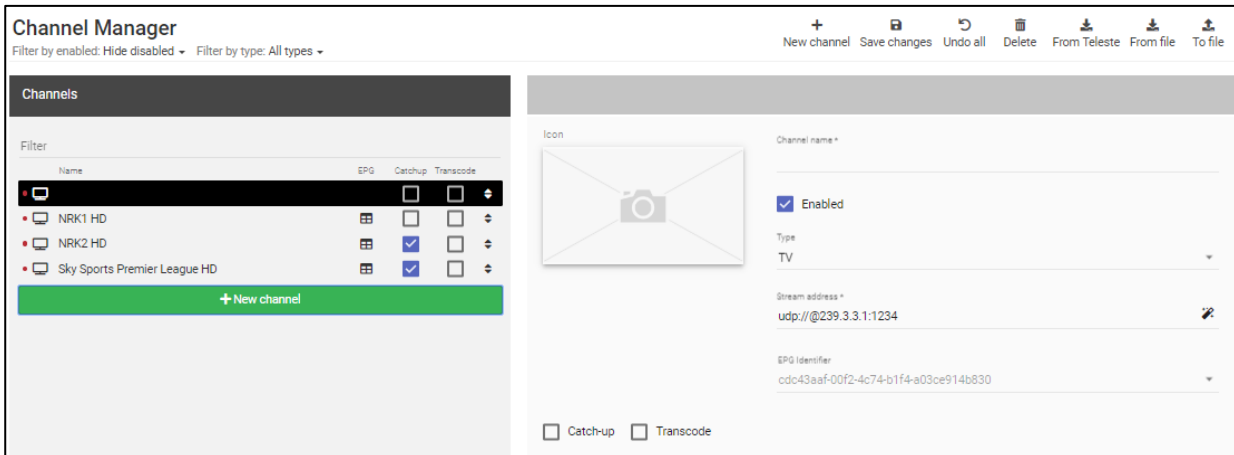 Channel Manager
Filter by enabled: Hide disabled Filter by type: All types
New channel Save changes Undo all Delete From Teleste From file To file
Channels
Filter
Name EPG Catchup Transcode
NRK1 HD
NRK2 HD
Sky Sports Premier League HD
+ New channel
Icon
Channel name *
Enabled
Type
TV
Stream address *
udp://@239.3.3.1:1234
EPG Identifier
cdc43aaf-00f2-4c74-b1f4-a03ce914b830
Catch-up Transcode